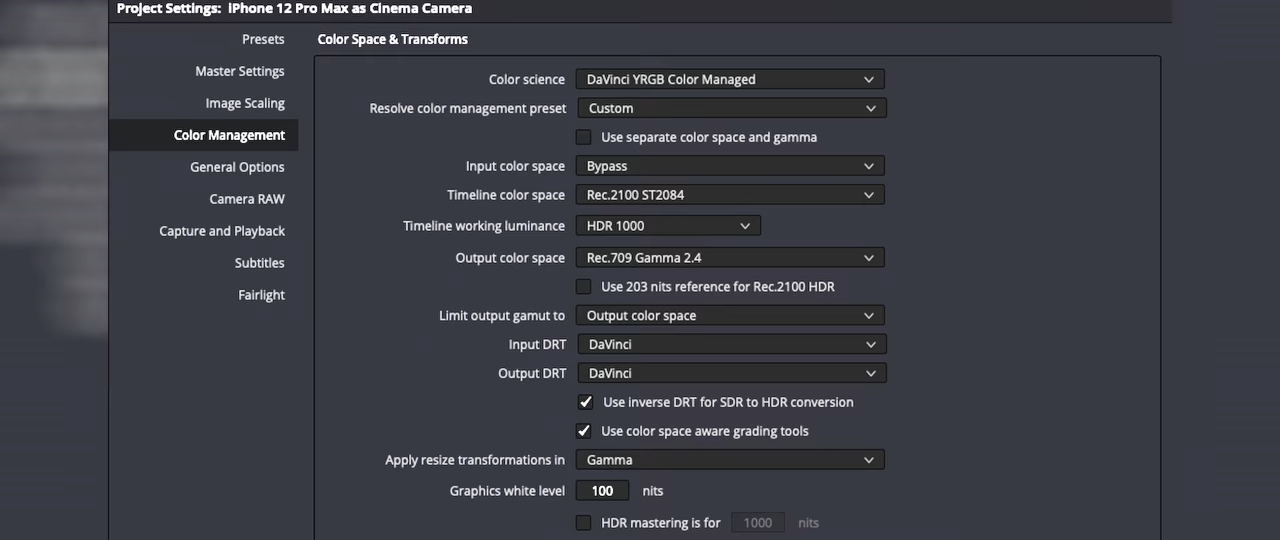 Project Settings: iPhone 12 Pro Max as Cinema Camera
Presets
Master Settings
Image Scaling
Color Management
General Options
Camera RAW
Capture and Playback
Subtitles
Fairlight
Color Space & Transforms
Color science DaVinci YRGB Color Managed
Resolve color management preset Custom
Use separate color space and gamma
Input color space Bypass
Timeline color space Rec.2100 ST2084
Timeline working luminance HDR 1000
Output color space Rec.709 Gamma 2.4
Use 203 nits reference for Rec.2100 HDR
Limit output gamut to Output color space
Input DRT DaVinci
Output DRT DaVinci
Use inverse DRT for SDR to HDR conversion
Use color space aware grading tools
Apply resize transformations in Gamma
Graphics white level 100 nits
HDR mastering is for 1000 nits